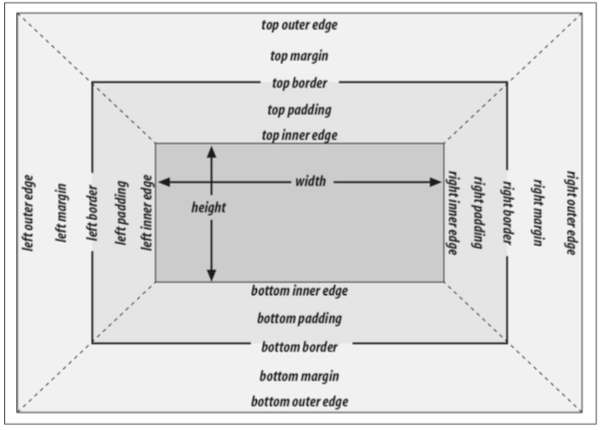 top outer edge
top margin
top border
top padding
top inner edge
left outer edge
left margin
left border
left padding
left inner edge
width
height
right inner edge
right padding
right border
right margin
right outer edge
bottom inner edge
bottom padding
bottom border
bottom margin
bottom outer edge